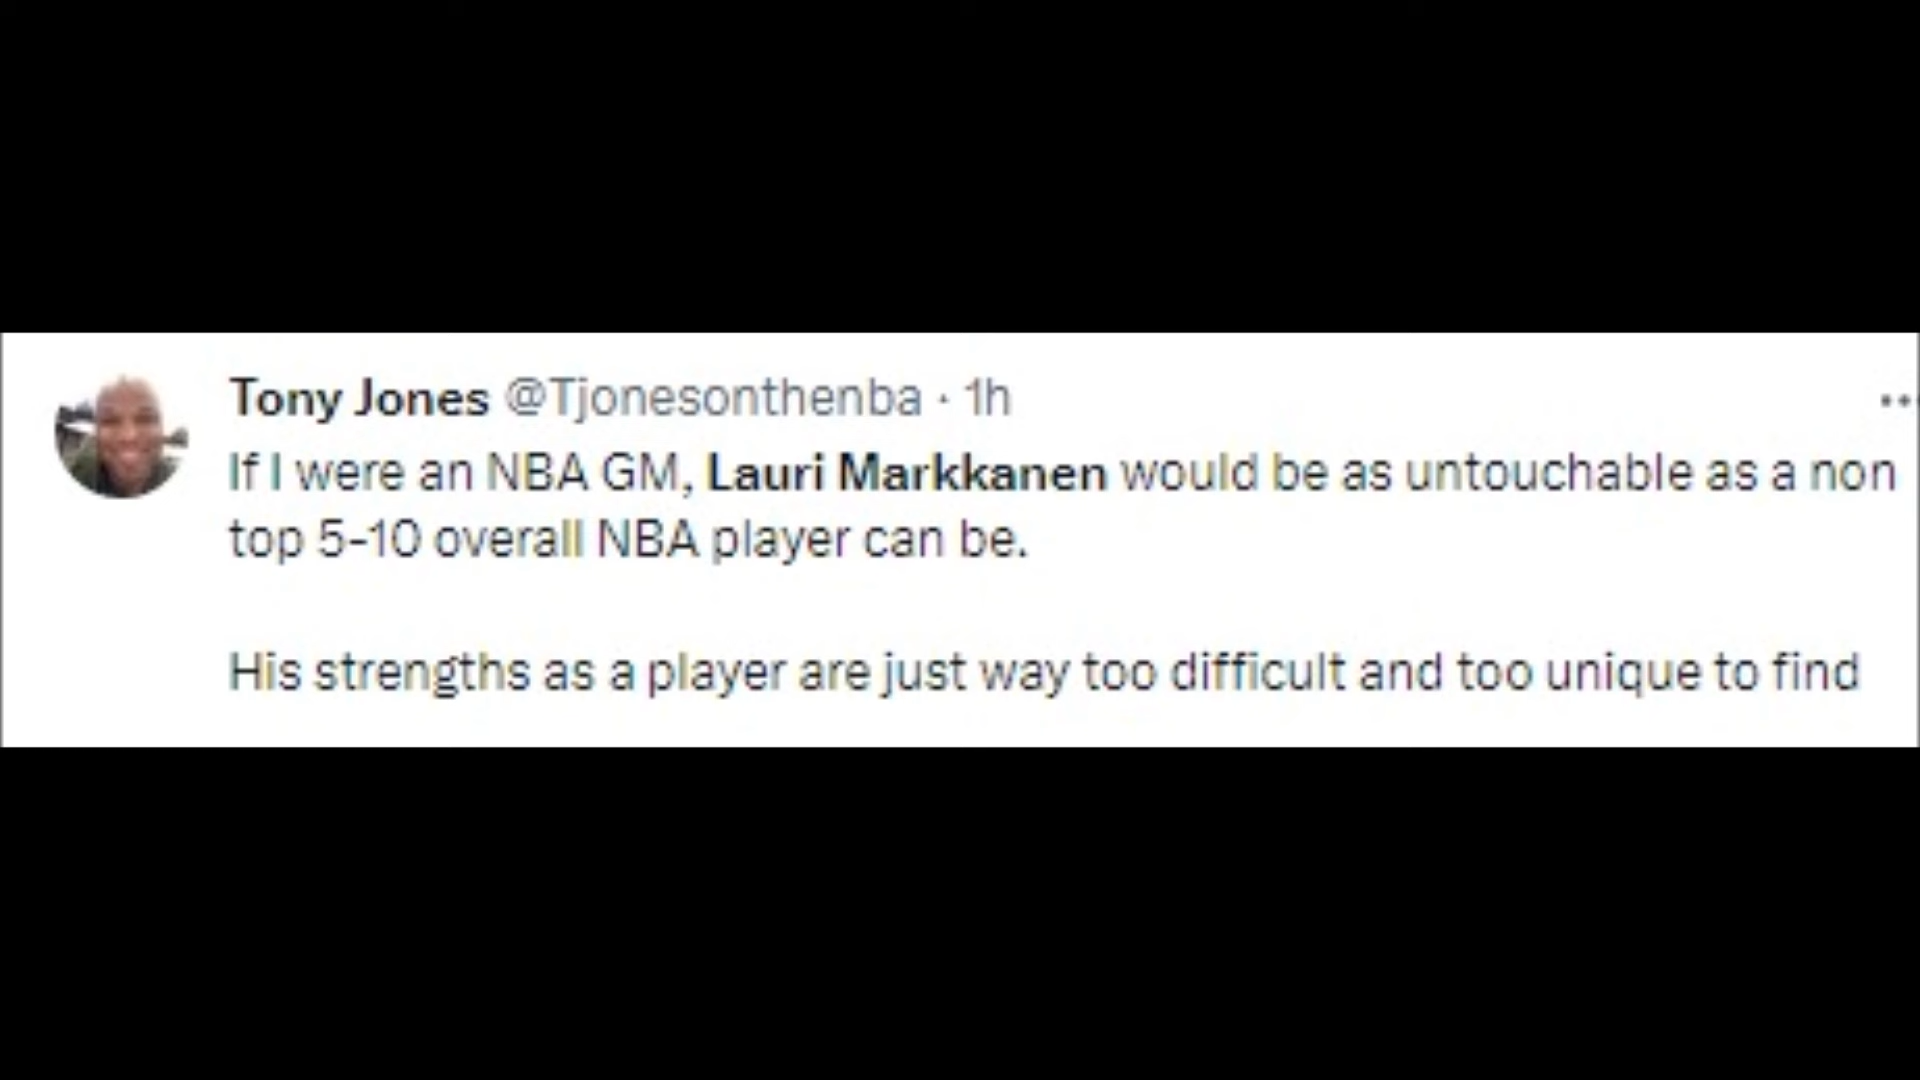 Tony Jones @Tjonesonthenba · 1h
If I were an NBA GM, Lauri Markkanen would be as untouchable as a non
top 5-10 overall NBA player can be.
His strengths as a player are just way too difficult and too unique to find